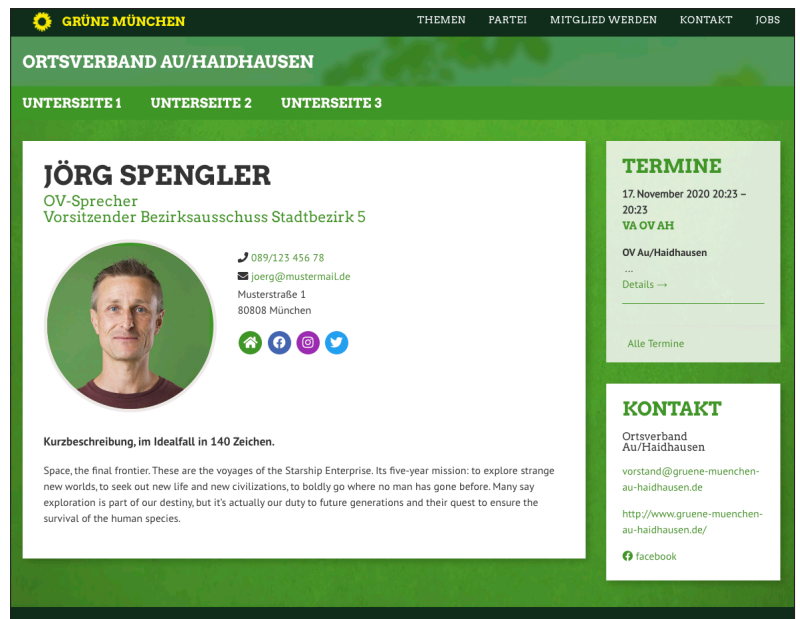 GRÜNE MÜNCHEN
THEMEN PARTEI MITGLIED WERDEN KONTAKT JOBS
ORTSVERBAND AU/HAIDHAUSEN
UNTERSEITE 1 UNTERSEITE 2 UNTERSEITE 3
JÖRG SPENGLER
OV-Sprecher
Vorsitzender Bezirksausschuss Stadtbezirk 5
089/123 456 78
joerg@mustermail.de
Musterstraße 1
80808 München
Kurzbeschreibung, im Idealfall in 140 Zeichen.
Space, the final frontier. These are the voyages of the Starship Enterprise. Its five-year mission: to explore strange
new worlds, to seek out new life and new civilizations, to boldly go where no man has gone before. Many say
exploration is part of our destiny, but it's actually our duty to future generations and their quest to ensure the
survival of the human species.
TERMINE
17. November 2020 20:23 –
20:23
VA OV AH
OV Au/Haidhausen
...
Details →
Alle Termine
KONTAKT
Ortsverband
Au/Haidhausen
vorstand@gruene-muenchen-
au-haidhausen.de
http://www.gruene-muenchen-
au-haidhausen.de/
facebook